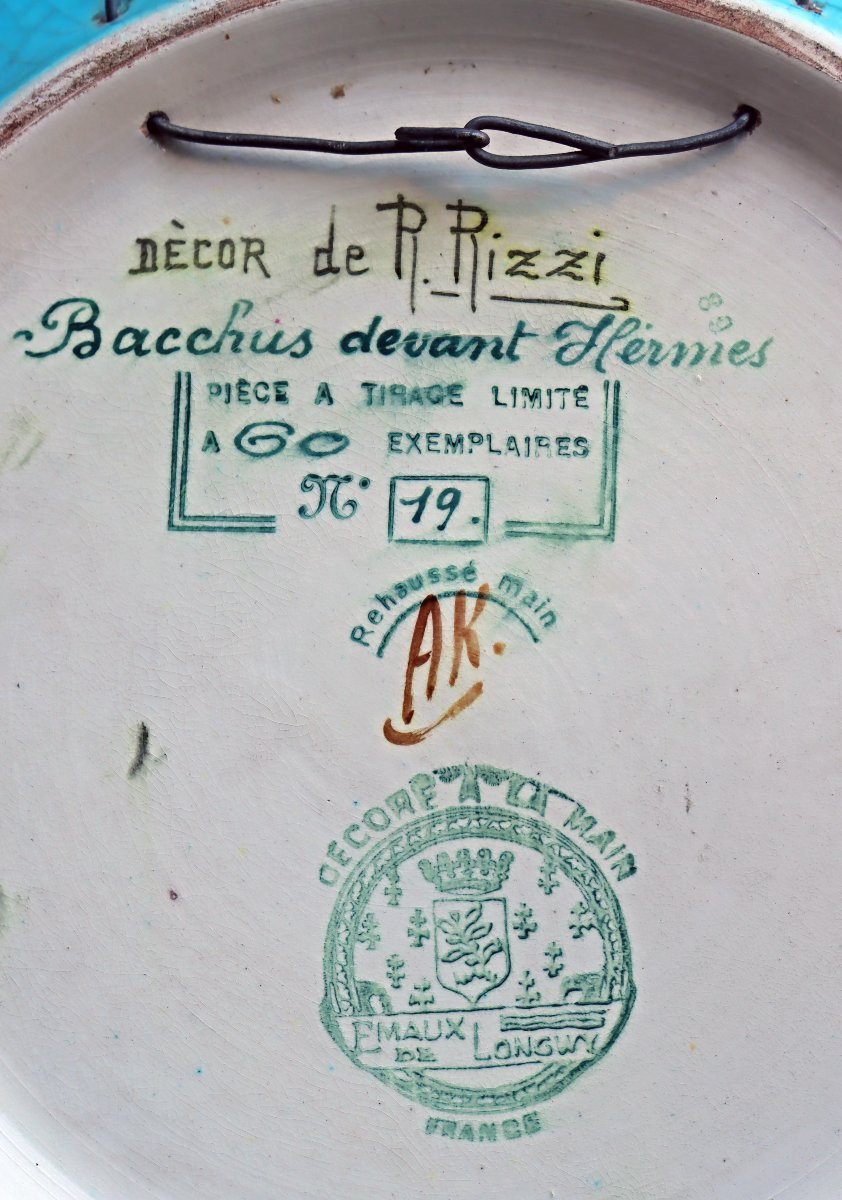 DÈCOR de R. Rizzi
Bacchus devant Hérmes
PIÈCE A TIRAGE LIMITÉ
A 60 EXEMPLAIRES
N° 19.
Rehaussé main
AK.
DÉCORÉ A LA MAIN
EMAUX
DE LONGWY
FRANCE